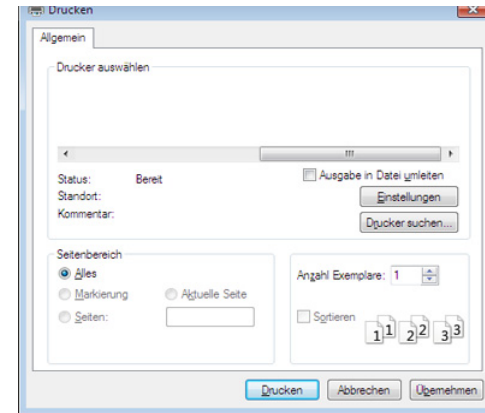 Drucken
Allgemein
Drucker auswählen
Status: Bereit
Ausgabe in Datei umleiten
Standort:
Einstellungen
Kommentar:
Drucker suchen...
Seitenbereich
Alles
Anzahl Exemplare: 1
Markierung
Aktuelle Seite
Seiten:
Sortieren
1 1 2 2 3 3
Drucken Abbrechen Übernehmen